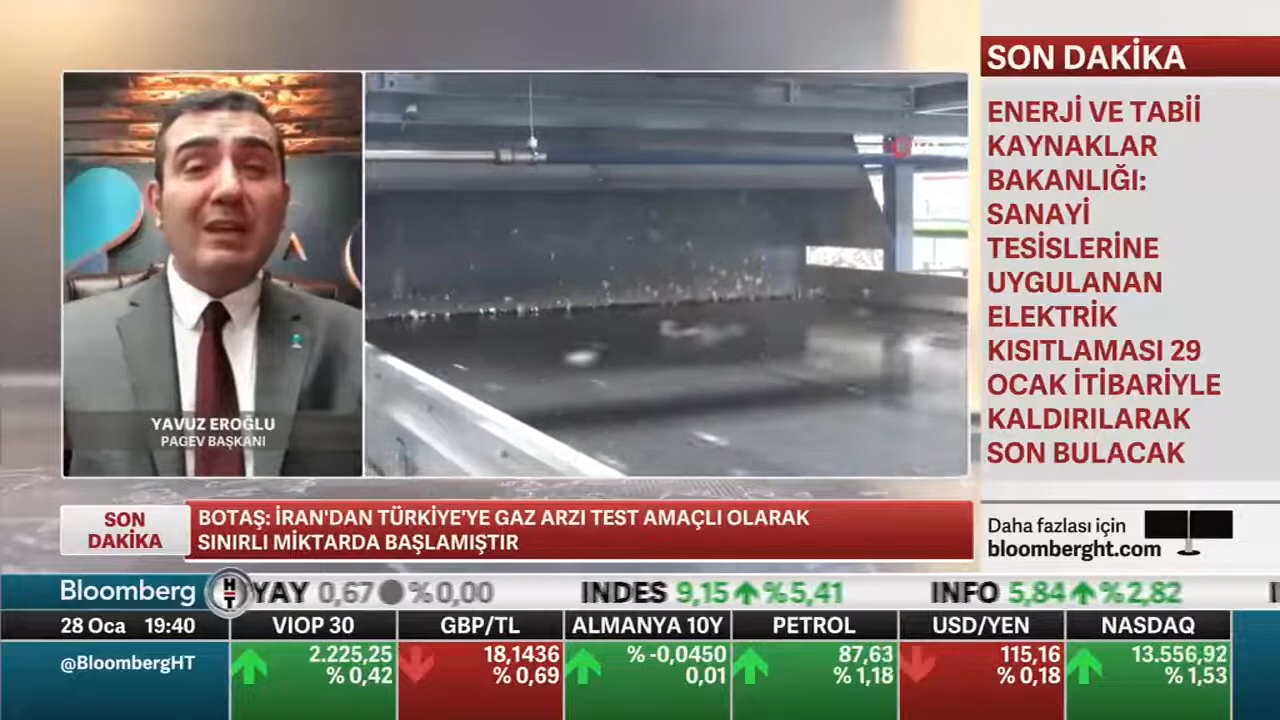 SON DAKİKA
ENERJİ VE TABİİ
KAYNAKLAR
BAKANLIĞI:
SANAYİ
TESİSLERİNE
UYGULANAN
ELEKTRİK
KISITLAMASI 29
OCAK İTİBARİYLE
KALDIRILARAK
SON BULACAK
YAVUZ EROĞLU
PAGEV BAŞKANI
SON
DAKİKA
BOTAŞ: İRAN'DAN TÜRKİYE'YE GAZ ARZI TEST AMAÇLI OLARAK
SINIRLI MİKTARDA BAŞLAMIŞTIR
Daha fazlası için
bloomberght.com
Bloomberg HT
YAY 0,67 %0,00 INDES 9,15 %5,41 INFO 5,84 %2,82
28 Oca 19:40
@BloombergHT
VIOP 30
2.225,25
% 0,42
GBP/TL
18,1436
% 0,69
ALMANYA 10Y
% -0,0450
0,01
PETROL
87,63
% 1,18
USD/YEN
115,16
% 0,18
NASDAQ
13.556,92
% 1,53